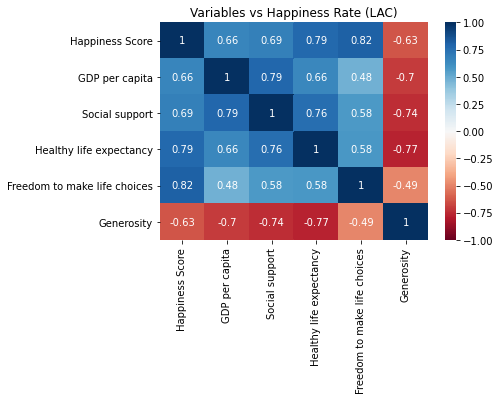 Variables vs Happiness Rate (LAC)
Happiness Score 1 0.66 0.69 0.79 0.82 -0.63
GDP per capita 0.66 1 0.79 0.66 0.48 -0.7
Social support 0.69 0.79 1 0.76 0.58 -0.74
Healthy life expectancy 0.79 0.66 0.76 1 0.58 -0.77
Freedom to make life choices 0.82 0.48 0.58 0.58 1 -0.49
Generosity -0.63 -0.7 -0.74 -0.77 -0.49 1
Happiness Score
GDP per capita
Social support
Healthy life expectancy
Freedom to make life choices
Generosity
1.00
0.75
0.50
0.25
0.00
−0.25
−0.50
−0.75
−1.00